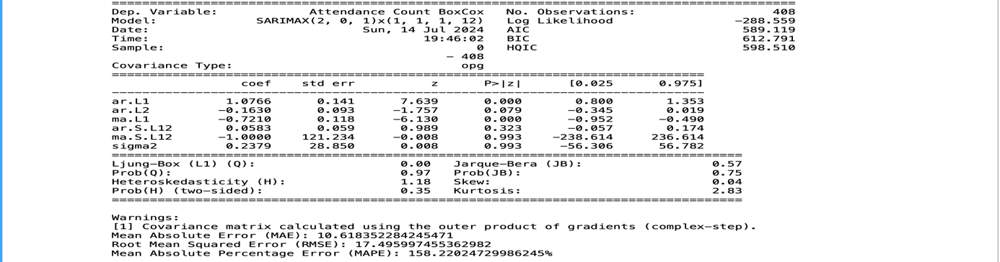 ==========================================================================================
Dep. Variable: Attendance Count BoxCox No. Observations: 408
Model: SARIMAX(2, 0, 1)x(1, 1, 1, 12) Log Likelihood −288.559
Date: Sun, 14 Jul 2024 AIC 589.119
Time: 19:46:02 BIC 612.791
Sample: 0 HQIC 598.510
− 408
Covariance Type: opg
==============================================================================
coef std err z P>|z| [0.025 0.975]
------------------------------------------------------------------------------
ar.L1 1.0766 0.141 7.639 0.000 0.800 1.353
ar.L2 −0.1630 0.093 −1.757 0.079 −0.345 0.019
ma.L1 −0.7210 0.118 −6.130 0.000 −0.952 −0.490
ar.S.L12 0.0583 0.059 0.989 0.323 −0.057 0.174
ma.S.L12 −1.0000 121.234 −0.008 0.993 −238.614 236.614
sigma2 0.2379 28.850 0.008 0.993 −56.306 56.782
===================================================================================
Ljung−Box (L1) (Q): 0.00 Jarque−Bera (JB): 0.57
Prob(Q): 0.97 Prob(JB): 0.75
Heteroskedasticity (H): 1.18 Skew: 0.04
Prob(H) (two−sided): 0.35 Kurtosis: 2.83
===================================================================================
Warnings:
[1] Covariance matrix calculated using the outer product of gradients (complex−step).
Mean Absolute Error (MAE): 10.618352284245471
Root Mean Squared Error (RMSE): 17.495997455362982
Mean Absolute Percentage Error (MAPE): 158.22024729986245%